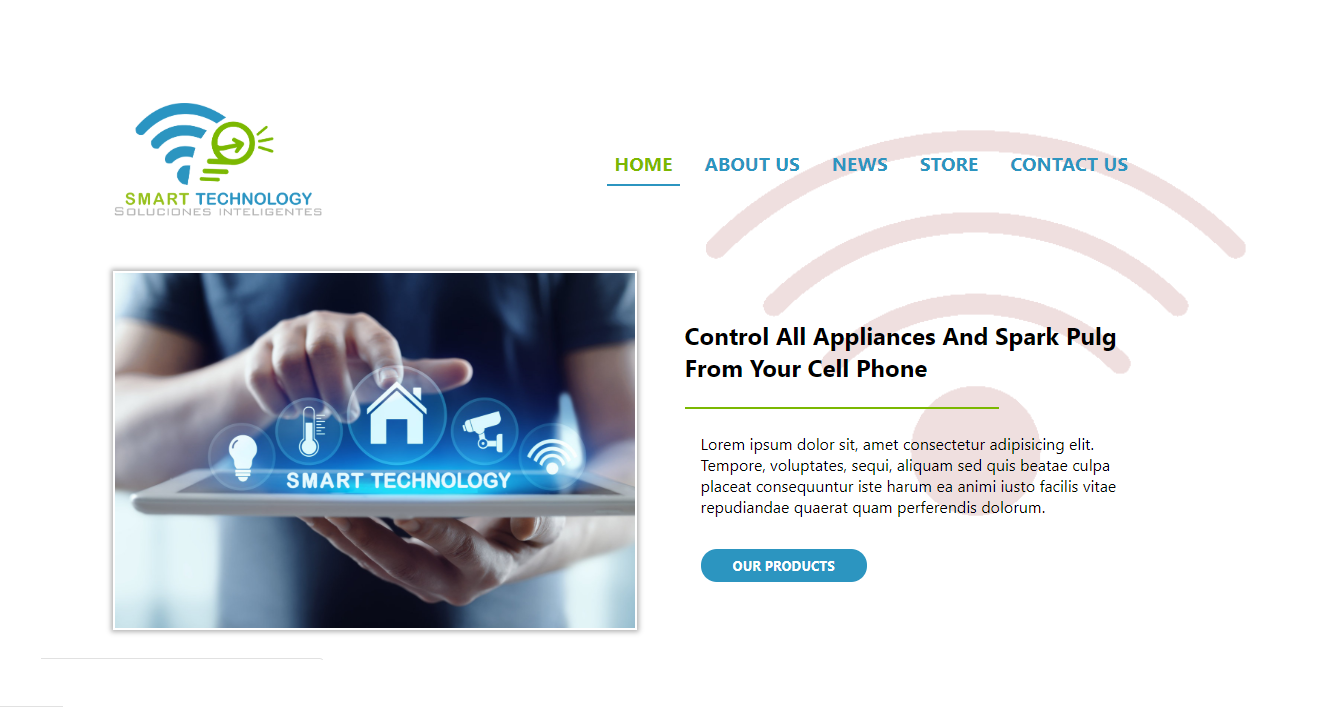 SMART TECHNOLOGY
SOLUCIONES INTELIGENTES
HOME ABOUT US NEWS STORE CONTACT US
SMART TECHNOLOGY
Control All Appliances And Spark Pulg
From Your Cell Phone
Lorem ipsum dolor sit, amet consectetur adipisicing elit.
Tempore, voluptates, sequi, aliquam sed quis beatae culpa
placeat consequuntur iste harum ea animi iusto facilis vitae
repudiandae quaerat quam perferendis dolorum.
OUR PRODUCTS